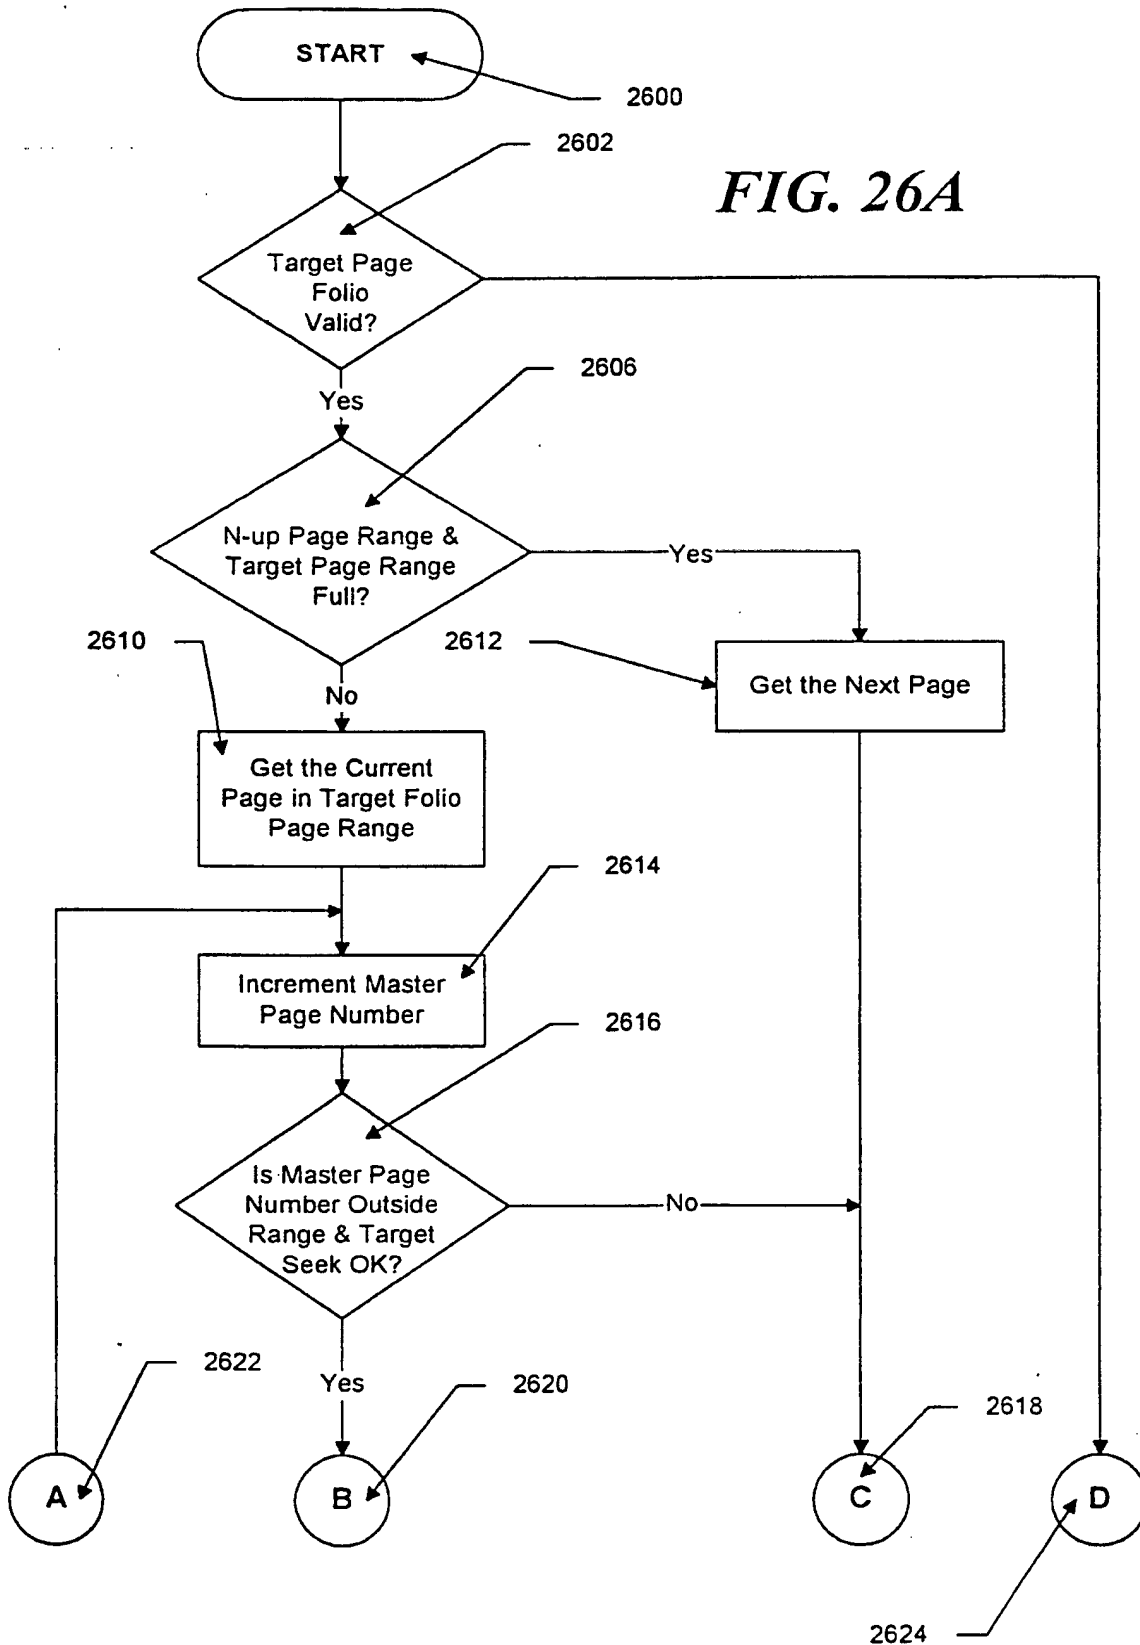 START
2600
2602
FIG. 26A
Target Page
Folio
Valid?
2606
Yes
N-up Page Range &
Target Page Range
Full?
Yes
2610
2612
No
Get the Next Page
Get the Current
Page in Target Folio
Page Range
2614
Increment Master
Page Number
2616
Is Master Page
Number Outside
Range & Target
Seek OK?
No
2622
Yes
2620
2618
A
B
C
D
2624